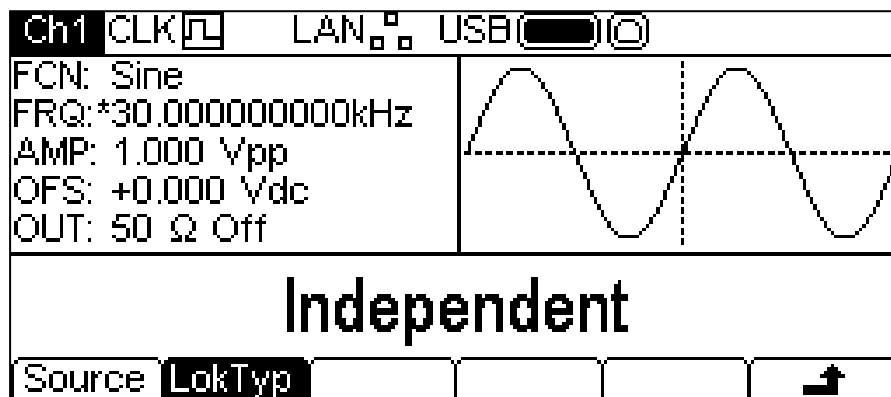 Ch1 CLK LAN USB
FCN: Sine
FRQ:*30.000000000kHz
AMP: 1.000 Vpp
OFS: +0.000 Vdc
OUT: 50 Ω Off
Independent
Source LokTyp